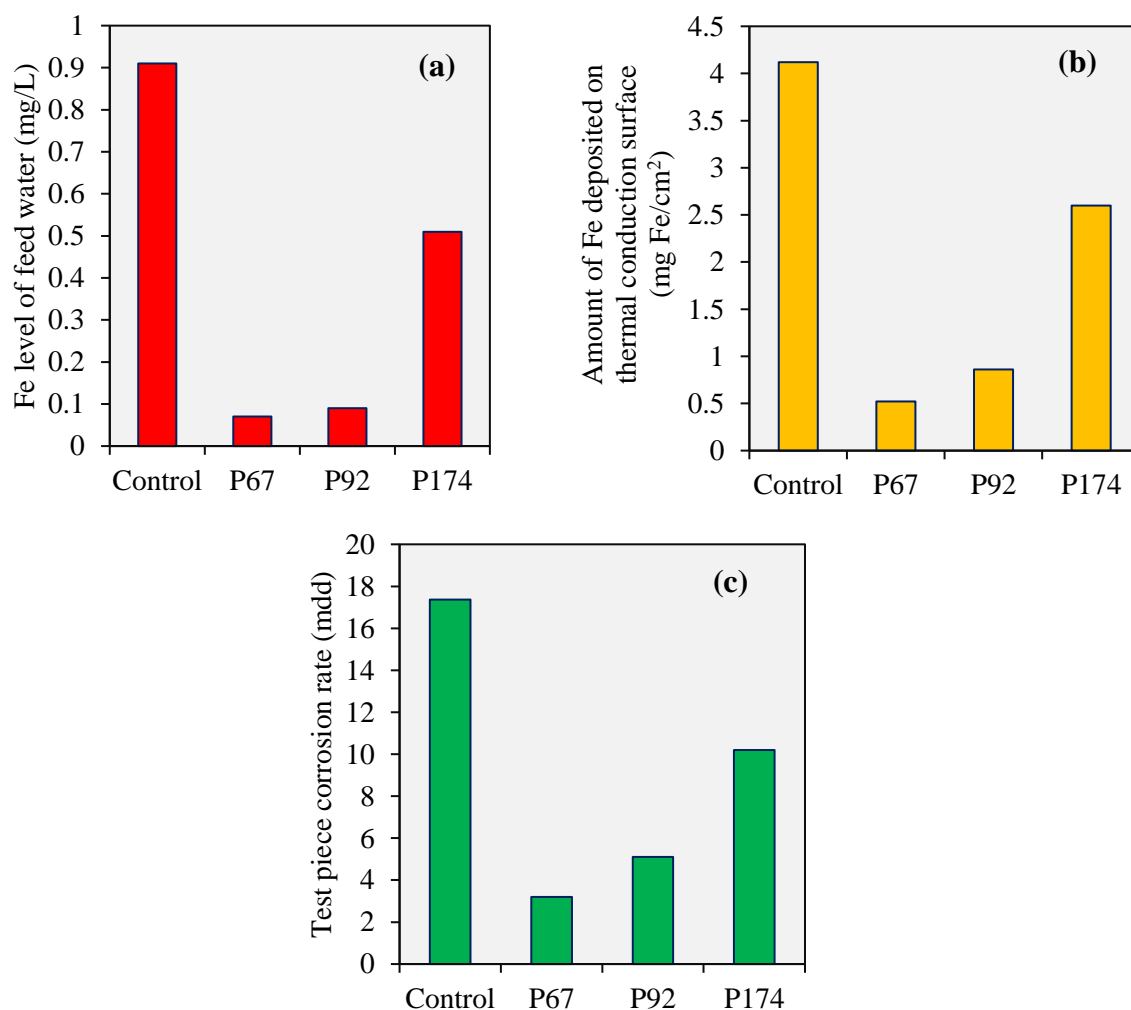 Fe level of feed water (mg/L)
1
0.9
0.8
0.7
0.6
0.5
0.4
0.3
0.2
0.1
0
(a)
Control P67 P92 P174
Amount of Fe deposited on
thermal conduction surface
(mg Fe/cm²)
4.5
4
3.5
3
2.5
2
1.5
1
0.5
0
(b)
Control P67 P92 P174
Test piece corrosion rate (mdd)
20
18
16
14
12
10
8
6
4
2
0
(c)
Control P67 P92 P174